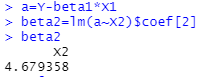 > a=Y-beta1*X1
> beta2=lm(a~X2)$coef[2]
> beta2
X2
4.679358